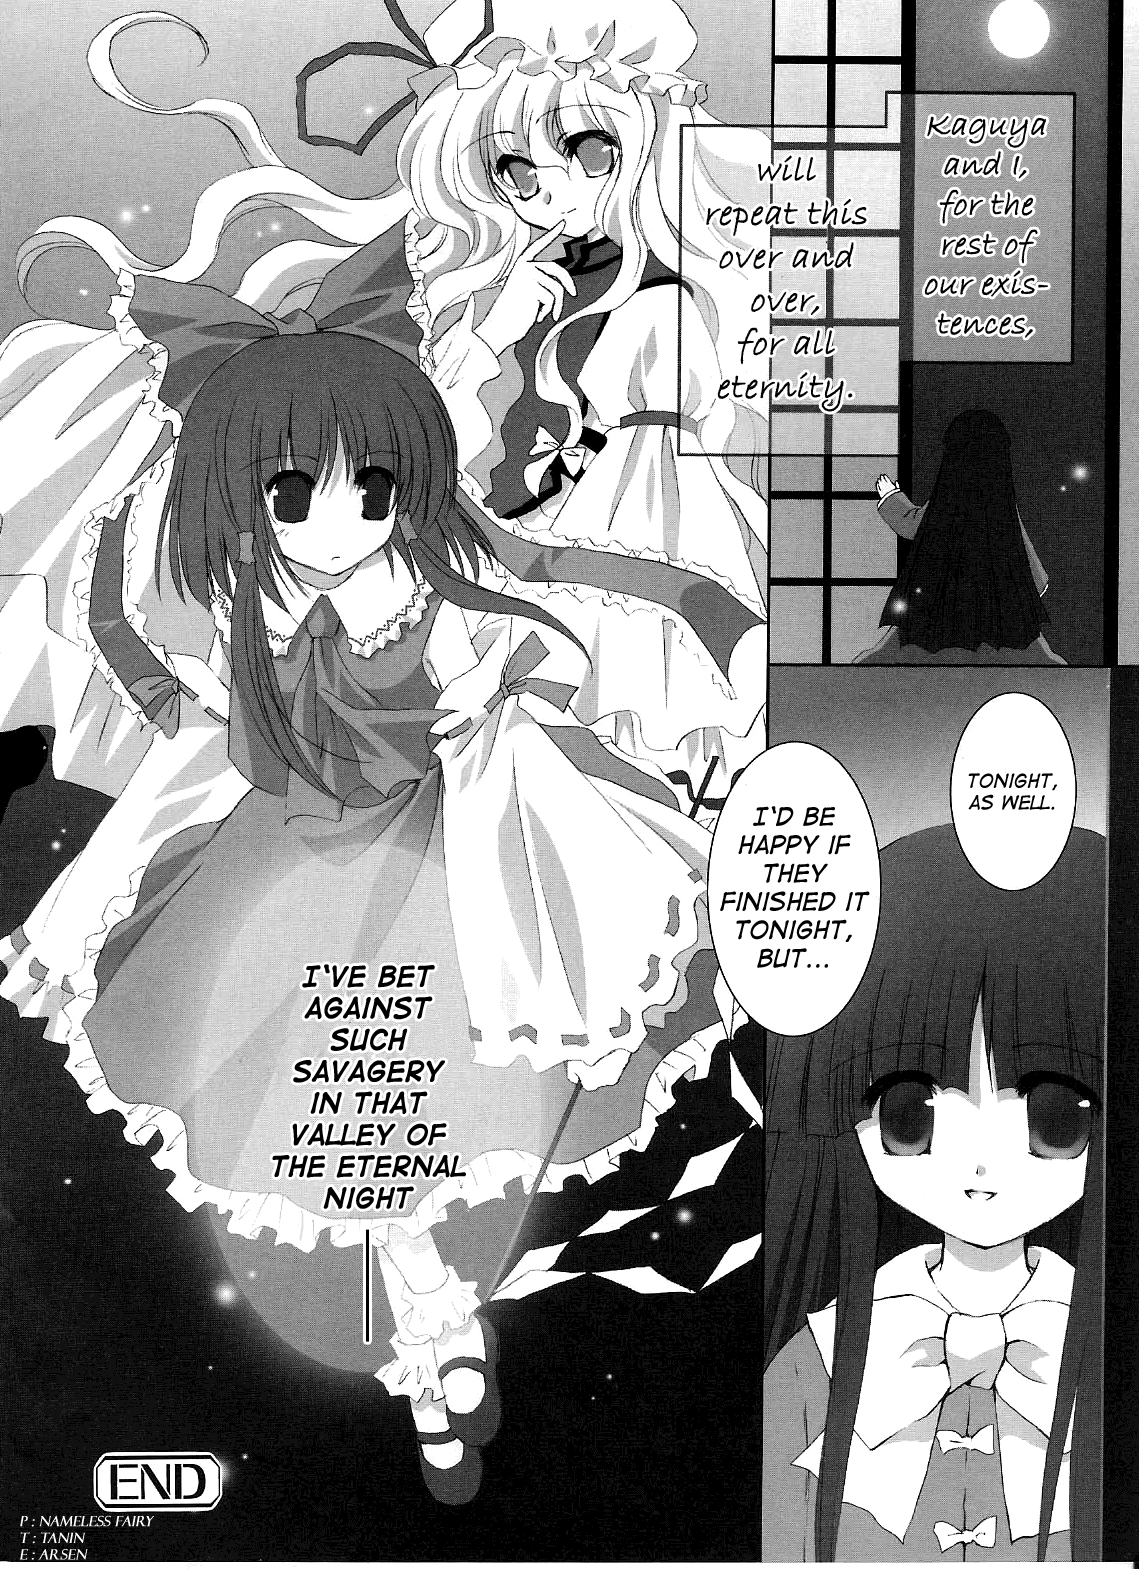 Kaguya
and I,
for the
rest of
our exis-
tences,
will
repeat this
over and
over,
for all
eternity.
TONIGHT,
AS WELL.
I'D BE
HAPPY IF
THEY
FINISHED IT
TONIGHT,
BUT...
I'VE BET
AGAINST
SUCH
SAVAGERY
IN THAT
VALLEY OF
THE ETERNAL
NIGHT
END
P : NAMELESS FAIRY
T : TANIN
E : ARSEN